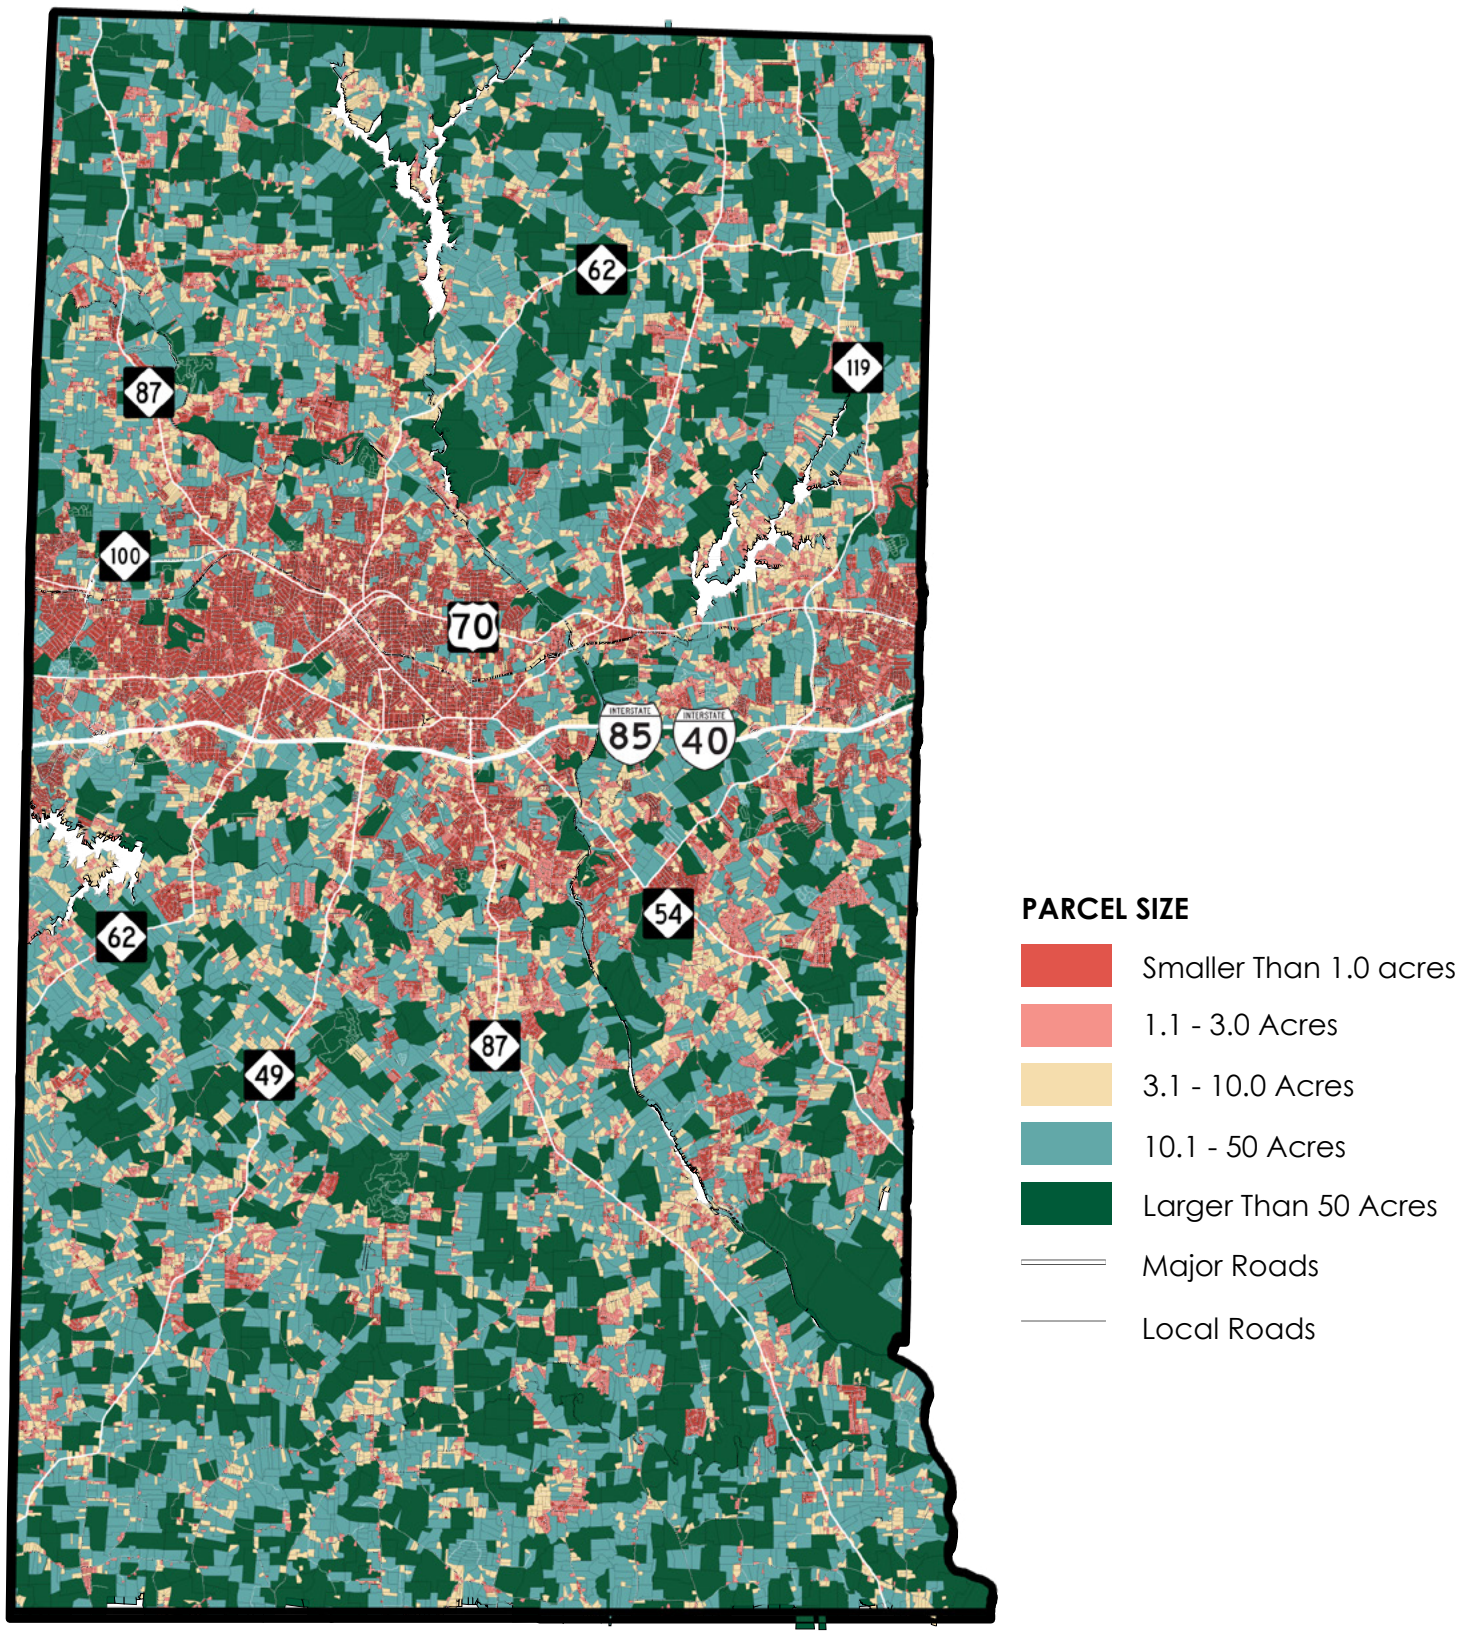 62
119
87
100
70
INTERSTATE
85
INTERSTATE
40
62
54
87
49
PARCEL SIZE
Smaller Than 1.0 acres
1.1 - 3.0 Acres
3.1 - 10.0 Acres
10.1 - 50 Acres
Larger Than 50 Acres
Major Roads
Local Roads